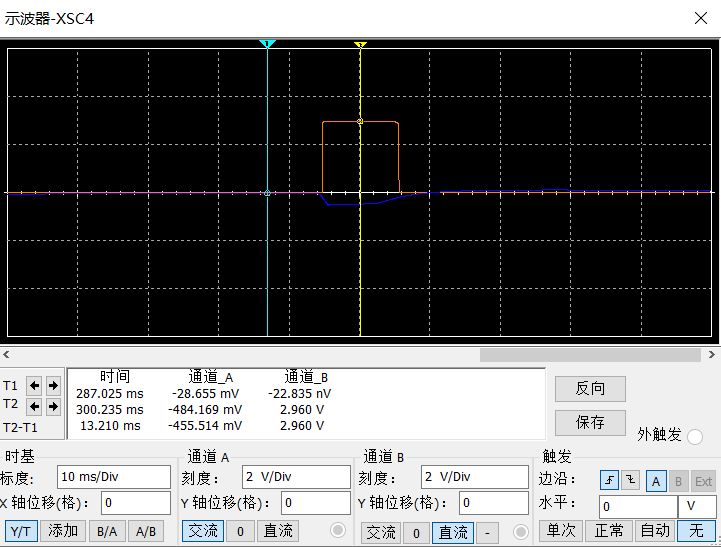 示波器-XSC4
1 2
时间 通道_A 通道_B
T1 287.025 ms -28.655 mV -22.835 nV
T2 300.235 ms -484.169 mV 2.960 V
T2-T1 13.210 ms -455.514 mV 2.960 V
反向
保存
外触发
时基 通道 A 通道 B 触发
标度: 10 ms/Div 刻度: 2 V/Div 刻度: 2 V/Div 边沿: A B Ext
X 轴位移(格): 0 Y 轴位移(格): 0 Y 轴位移(格): 0 水平: 0 V
Y/T 添加 B/A A/B 交流 0 直流 交流 0 直流 - 单次 正常 自动 无